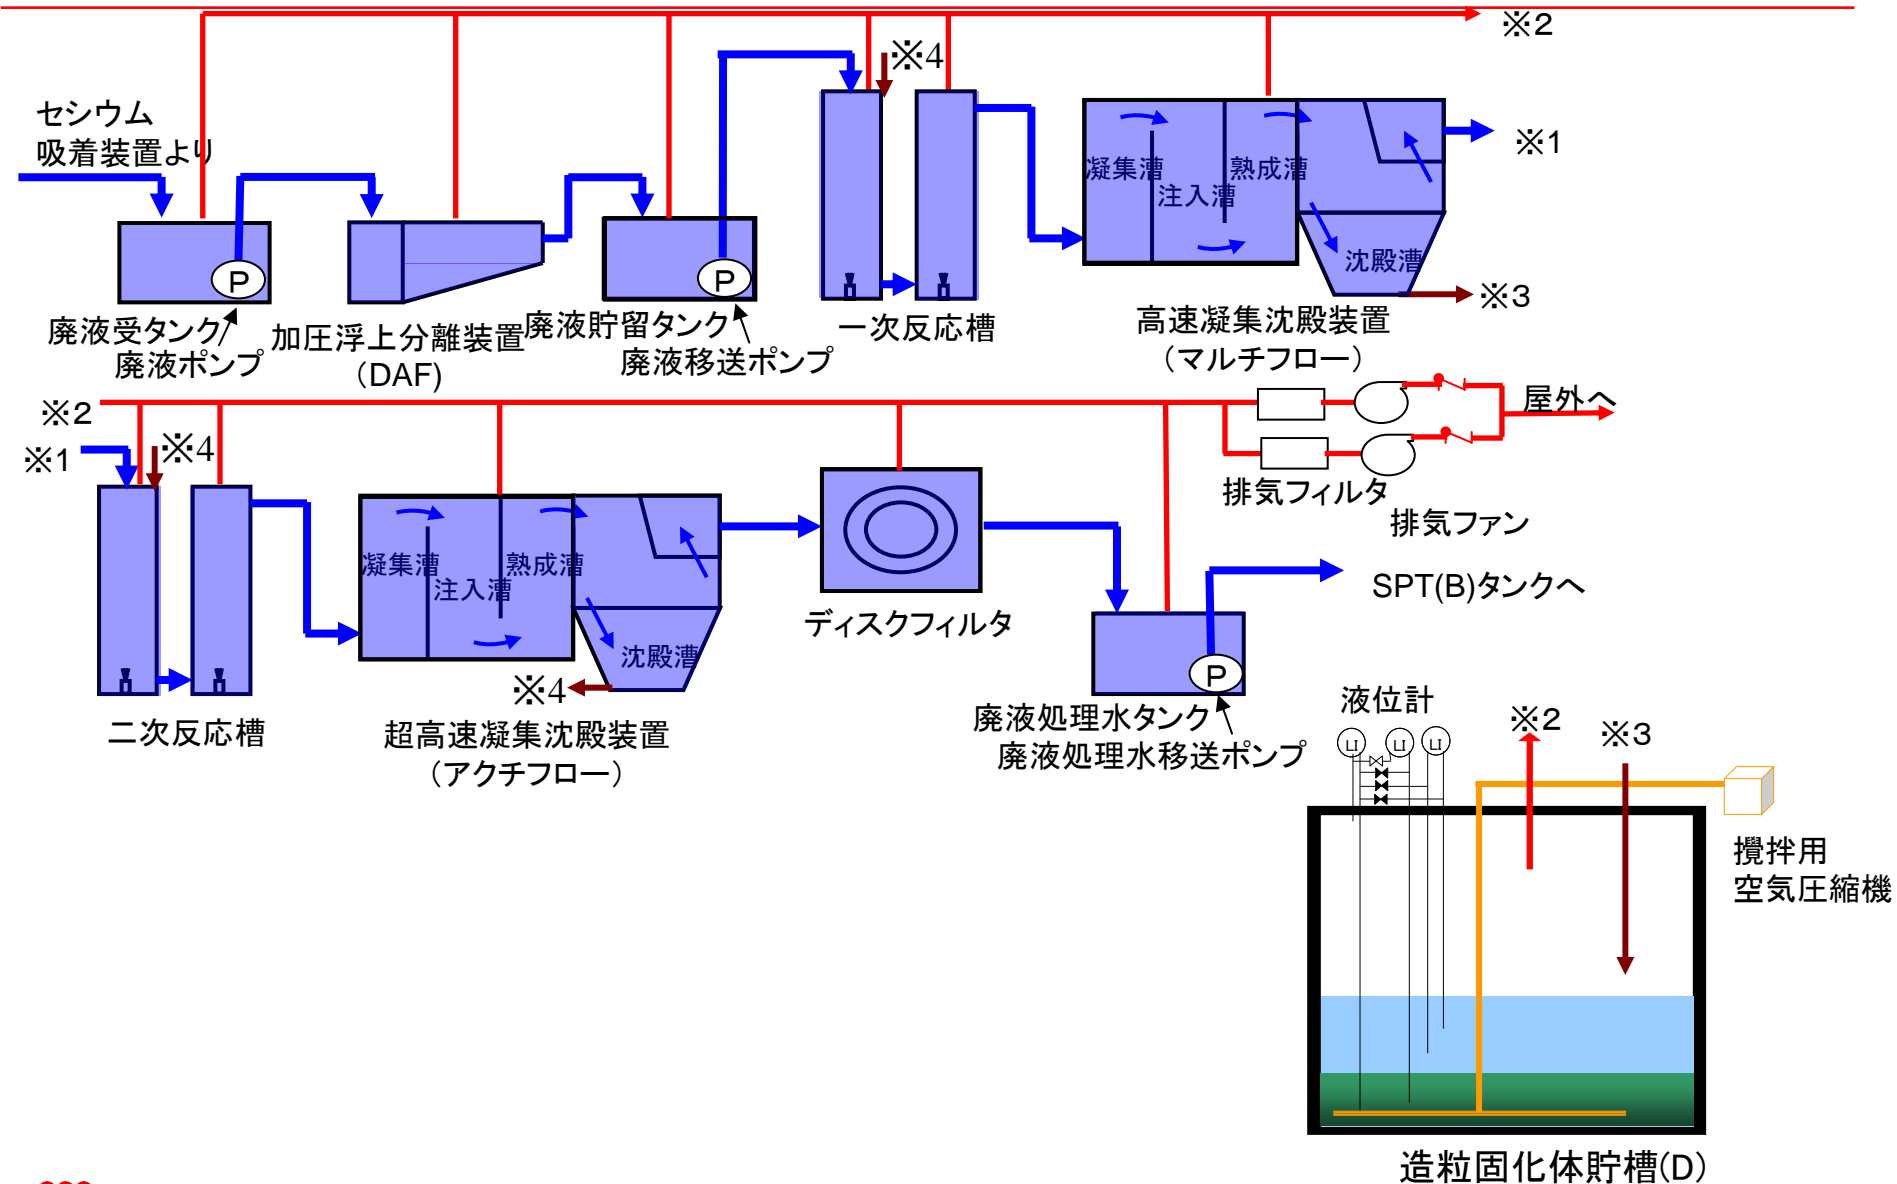 ※2
※4
セシウム
吸着装置より
※1
凝集漕
注入漕
熟成漕
沈殿漕
P
P
※3
廃液受タンク
廃液ポンプ
加圧浮上分離装置
(DAF)
廃液貯留タンク
廃液移送ポンプ
一次反応槽
高速凝集沈殿装置
（マルチフロー）
※2
屋外へ
※1
※4
排気フィルタ
排気ファン
凝集漕
注入漕
熟成漕
沈殿漕
SPT(B)タンクへ
ディスクフィルタ
P
※4
二次反応槽
超高速凝集沈殿装置
（アクチフロー）
廃液処理水タンク
廃液処理水移送ポンプ
液位計
LI
LI
LI
※2
※3
攪拌用
空気圧縮機
造粒固化体貯槽(D)